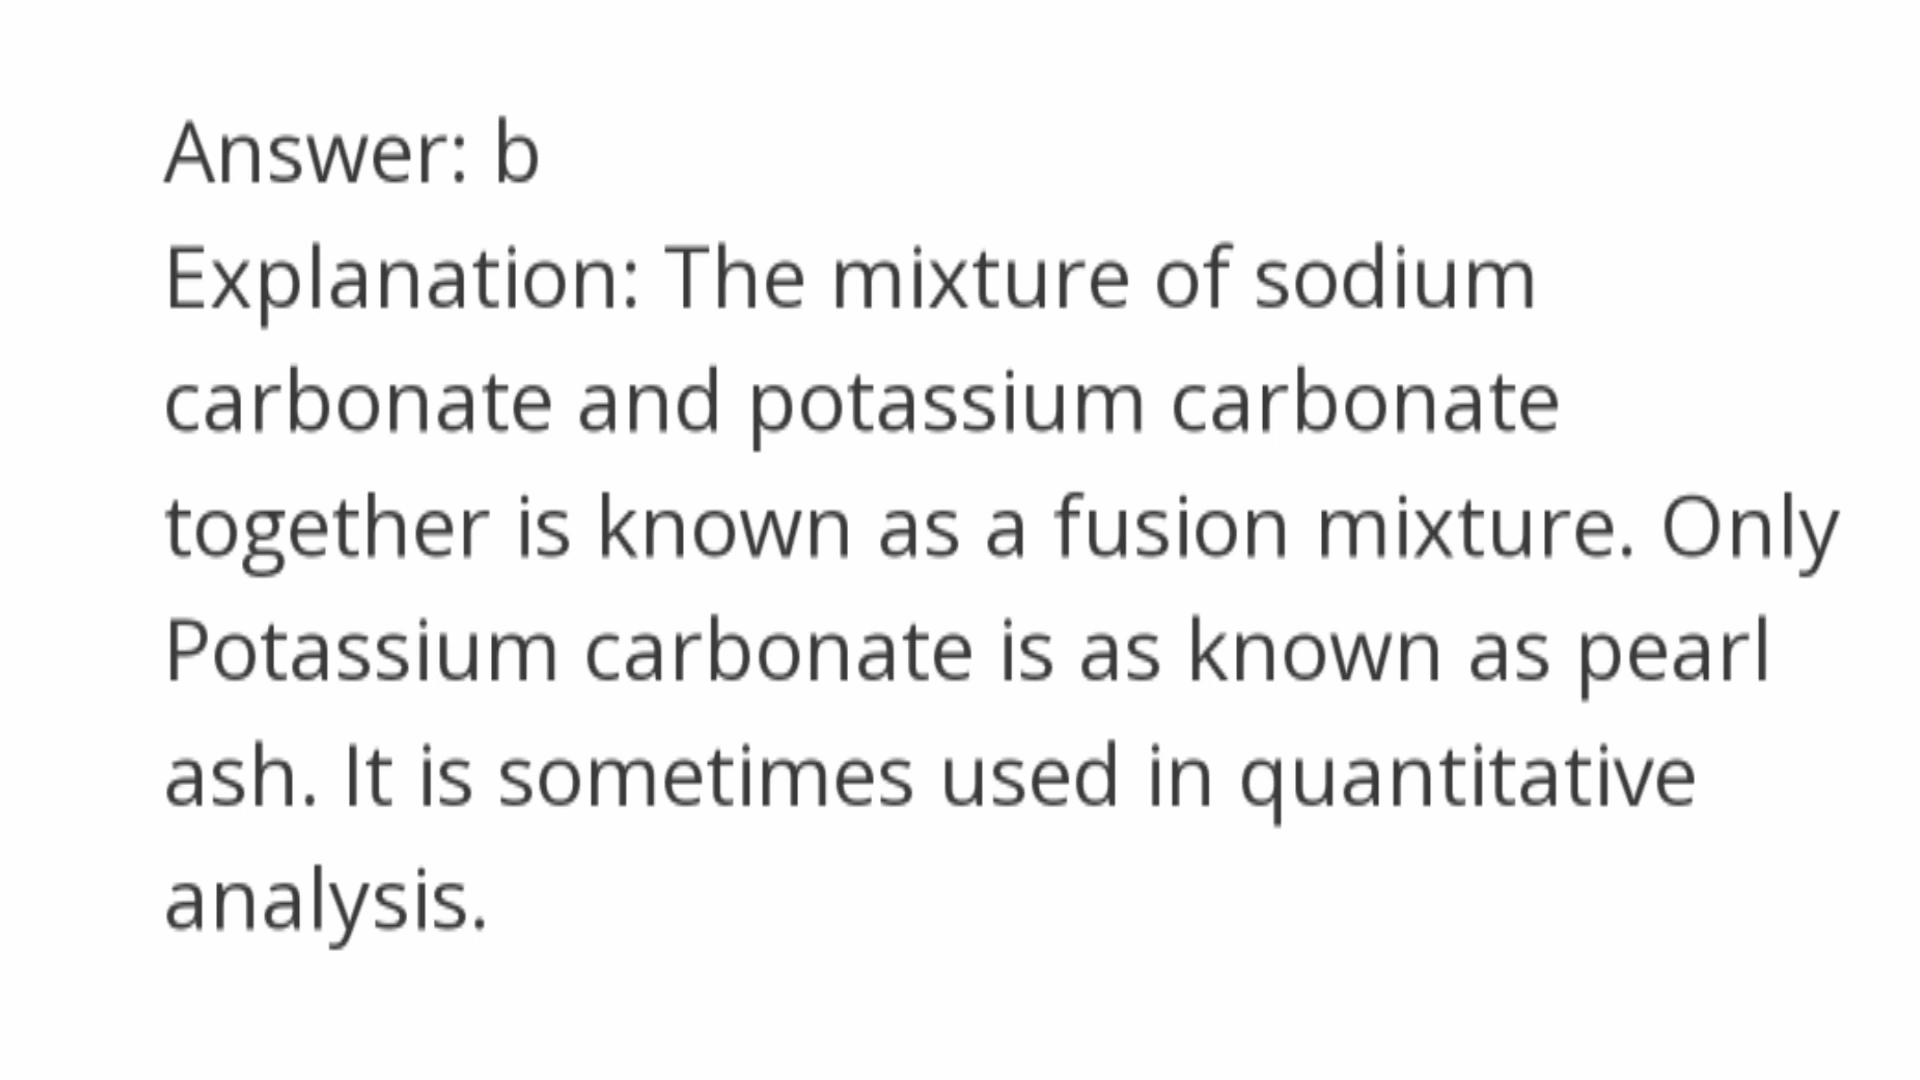 Answer: b
Explanation: The mixture of sodium
carbonate and potassium carbonate
together is known as a fusion mixture. Only
Potassium carbonate is as known as pearl
ash. It is sometimes used in quantitative
analysis.